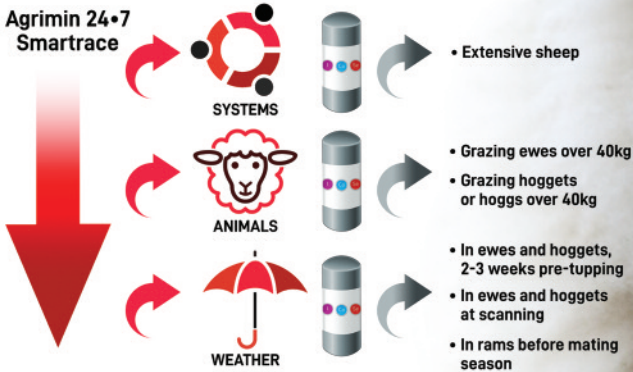 Agrimin 24•7
Smartrace
SYSTEMS
• Extensive sheep
ANIMALS
• Grazing ewes over 40kg
• Grazing hoggets
or hoggs over 40kg
WEATHER
• In ewes and hoggets,
2-3 weeks pre-tupping
• In ewes and hoggets
at scanning
• In rams before mating
season